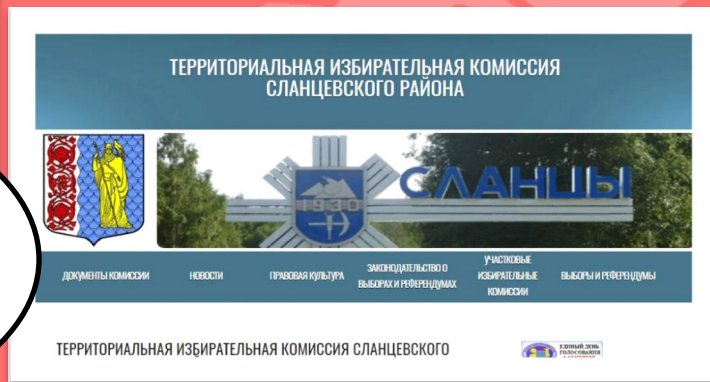 ТЕРРИТОРИАЛЬНАЯ ИЗБИРАТЕЛЬНАЯ КОМИССИЯ
СЛАНЦЕВСКОГО РАЙОНА
СЛАНЦЫ
1930
ДОКУМЕНТЫ КОМИССИИ
НОВОСТИ
ПРАВОВАЯ КУЛЬТУРА
ЗАКОНОДАТЕЛЬСТВО О
ВЫБОРАХ И РЕФЕРЕНДУМАХ
УЧАСТКОВЫЕ
ИЗБИРАТЕЛЬНЫЕ
КОМИССИИ
ВЫБОРЫ И РЕФЕРЕНДУМЫ
ТЕРРИТОРИАЛЬНАЯ ИЗБИРАТЕЛЬНАЯ КОМИССИЯ СЛАНЦЕВСКОГО
ЕДИНЫЙ ДЕНЬ
ГОЛОСОВАНИЯ